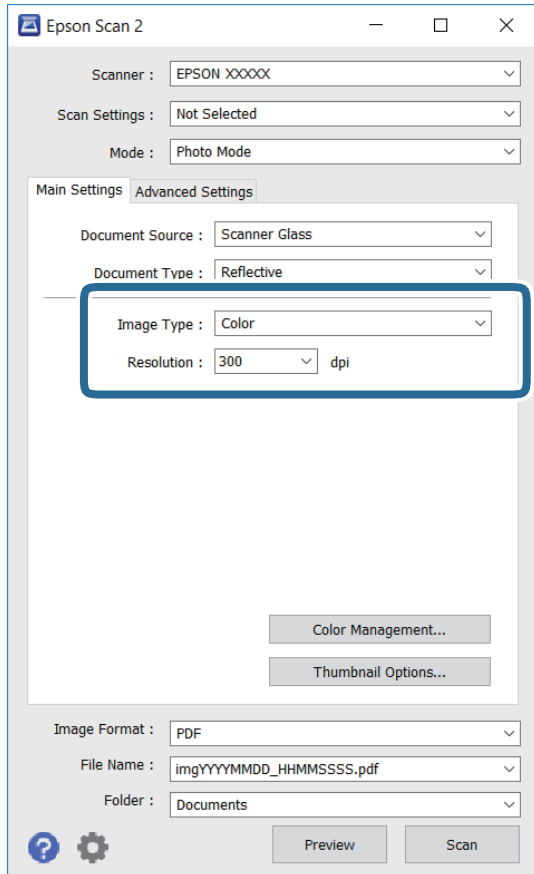 Epson Scan 2
Scanner : EPSON XXXXX
Scan Settings : Not Selected
Mode : Photo Mode
Main Settings Advanced Settings
Document Source : Scanner Glass
Document Type : Reflective
Image Type : Color
Resolution : 300 dpi
Color Management...
Thumbnail Options...
Image Format : PDF
File Name : imgYYYYMMDD_HHMMSSSS.pdf
Folder : Documents
? Preview Scan